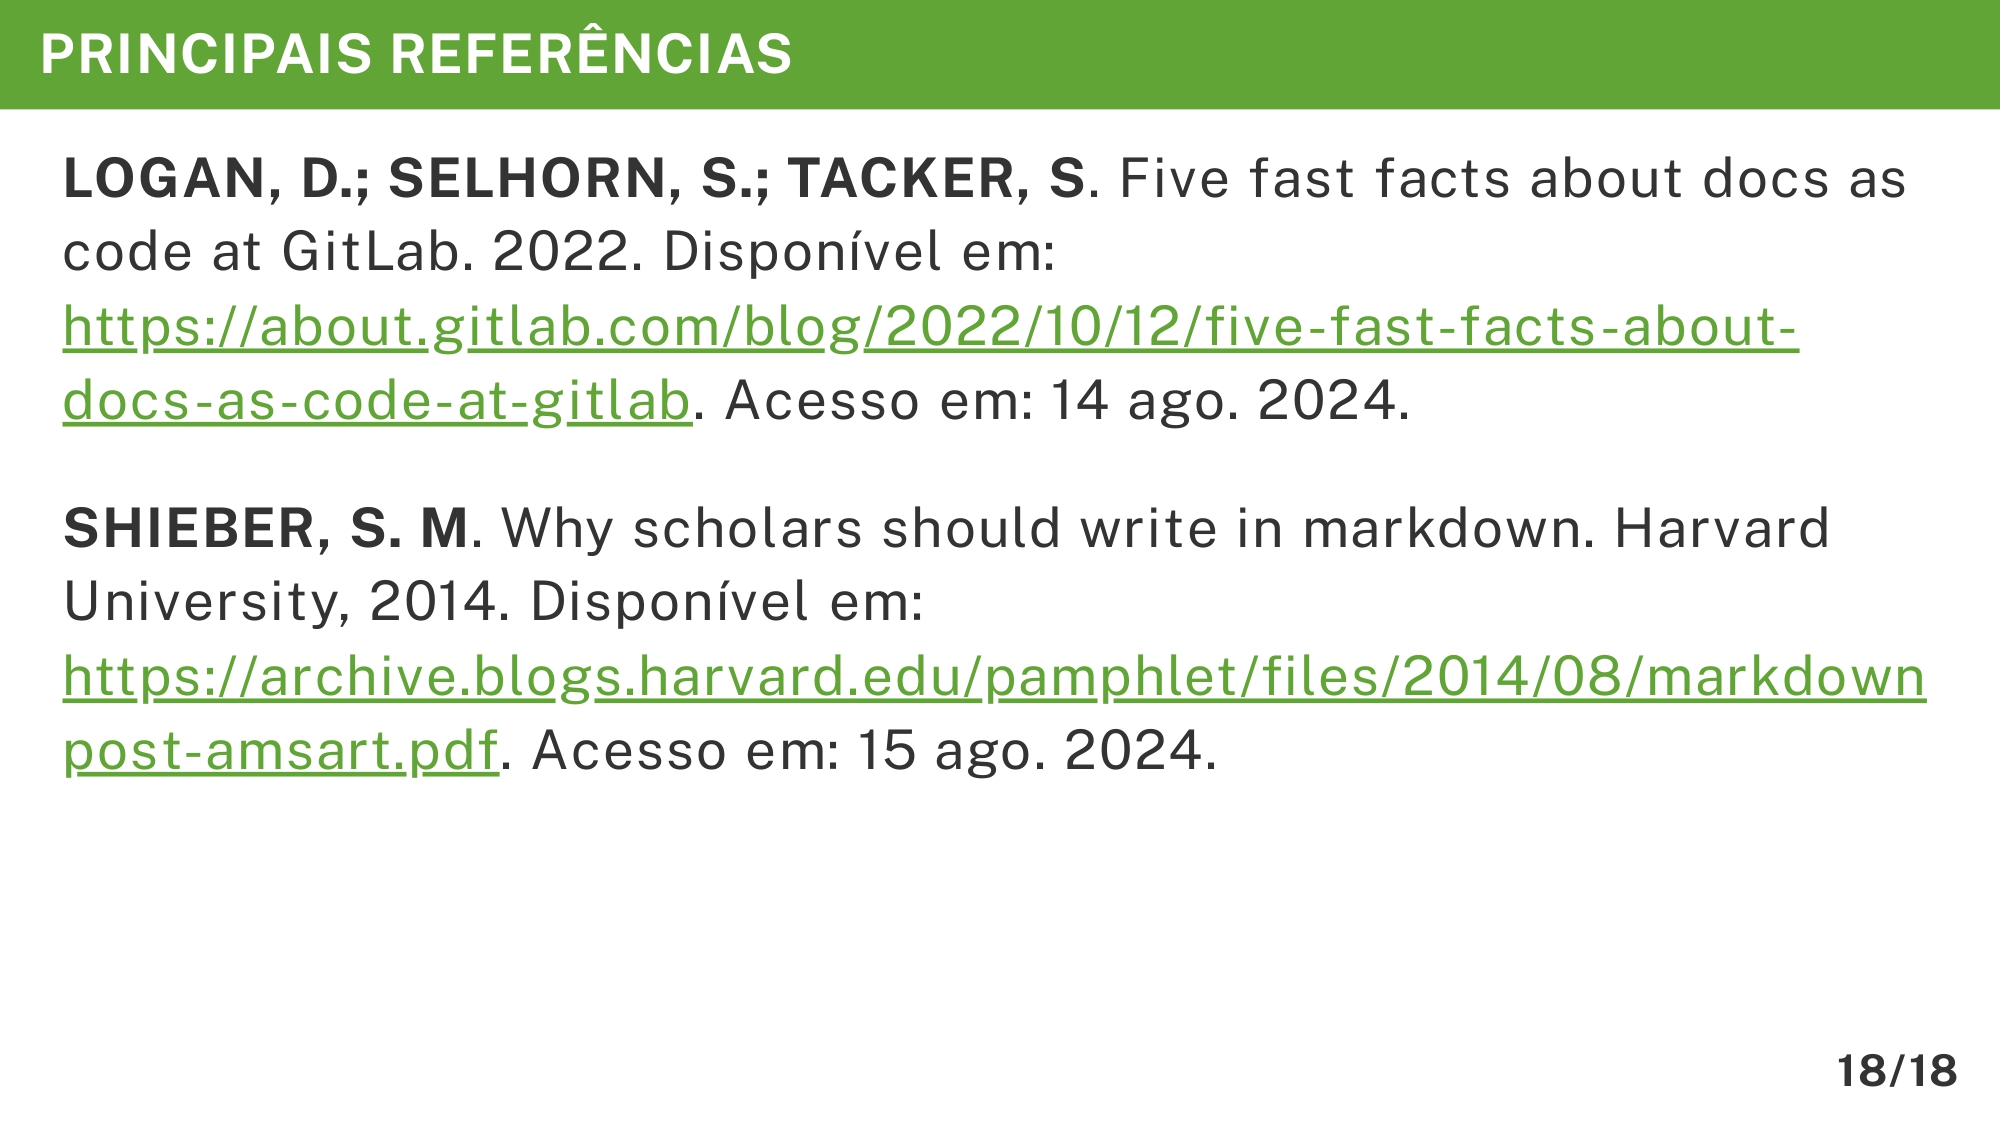 PRINCIPAIS REFERÊNCIAS
LOGAN, D.; SELHORN, S.; TACKER, S. Five fast facts about docs as
code at GitLab. 2022. Disponível em:
https://about.gitlab.com/blog/2022/10/12/five-fast-facts-about-
docs-as-code-at-gitlab. Acesso em: 14 ago. 2024.
SHIEBER, S. M. Why scholars should write in markdown. Harvard
University, 2014. Disponível em:
https://archive.blogs.harvard.edu/pamphlet/files/2014/08/markdown
post-amsart.pdf. Acesso em: 15 ago. 2024.
18/18